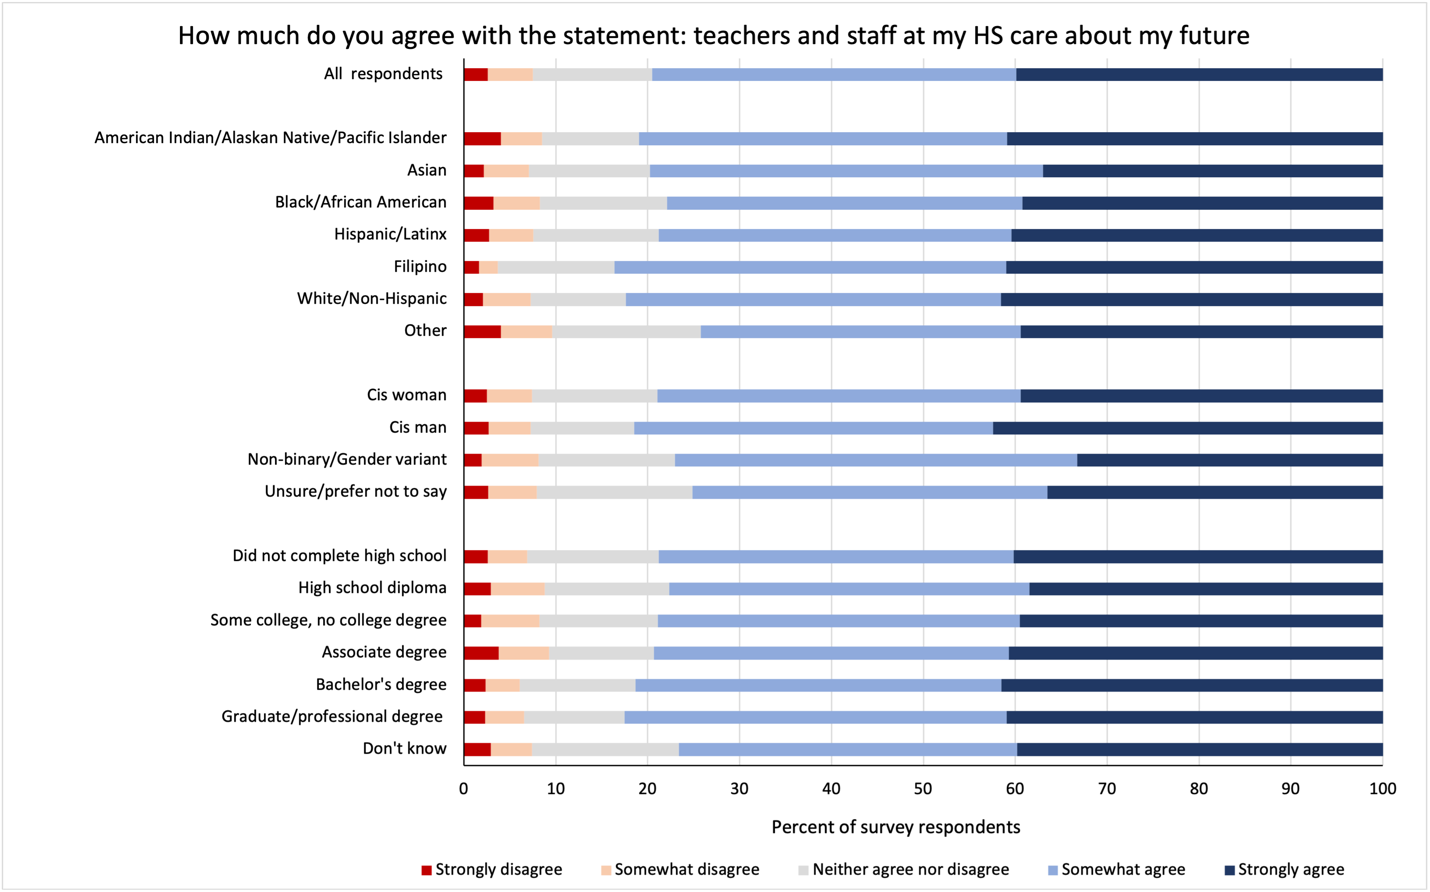 How much do you agree with the statement: teachers and staff at my HS care about my future
All respondents
American Indian/Alaskan Native/Pacific Islander
Asian
Black/African American
Hispanic/Latinx
Filipino
White/Non-Hispanic
Other
Cis woman
Cis man
Non-binary/Gender variant
Unsure/prefer not to say
Did not complete high school
High school diploma
Some college, no college degree
Associate degree
Bachelor's degree
Graduate/professional degree
Don't know
0 10 20 30 40 50 60 70 80 90 100
Percent of survey respondents
Strongly disagree Somewhat disagree Neither agree nor disagree Somewhat agree Strongly agree